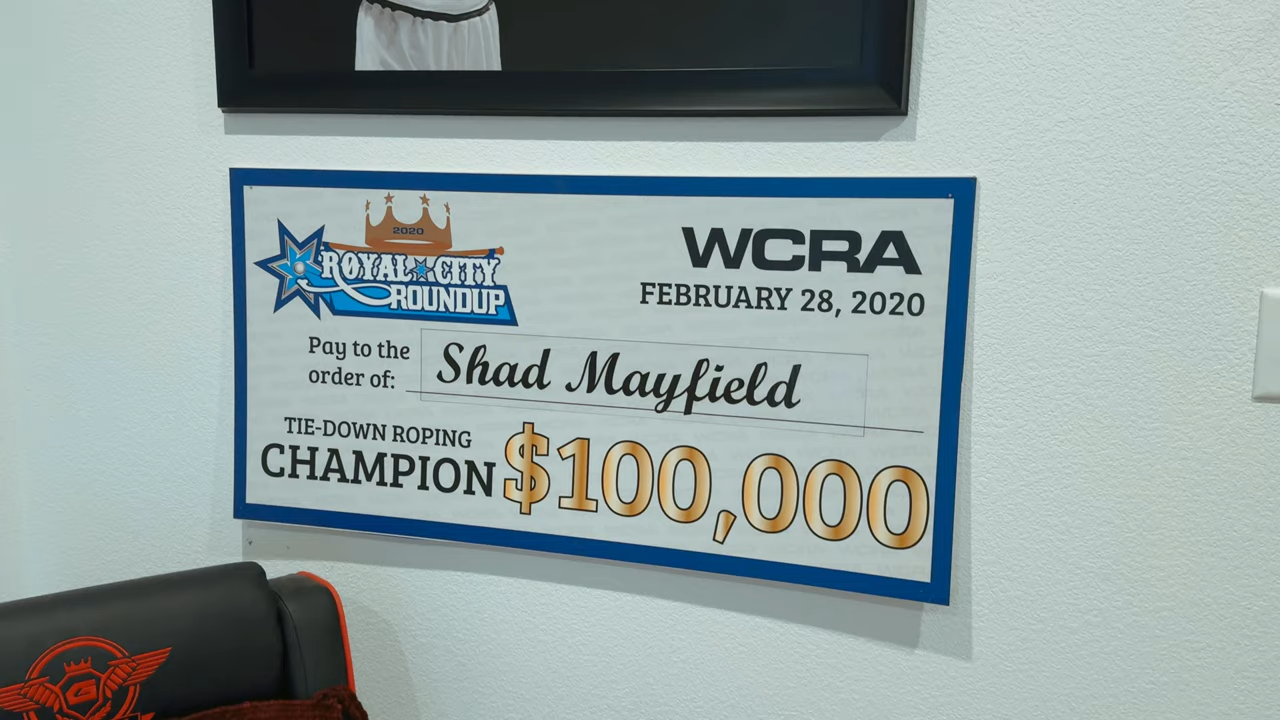 2020
ROYAL CITY
ROUNDUP
WCRA
FEBRUARY 28, 2020
Pay to the
order of:
Shad Mayfield
TIE-DOWN ROPING
CHAMPION
$100,000
G